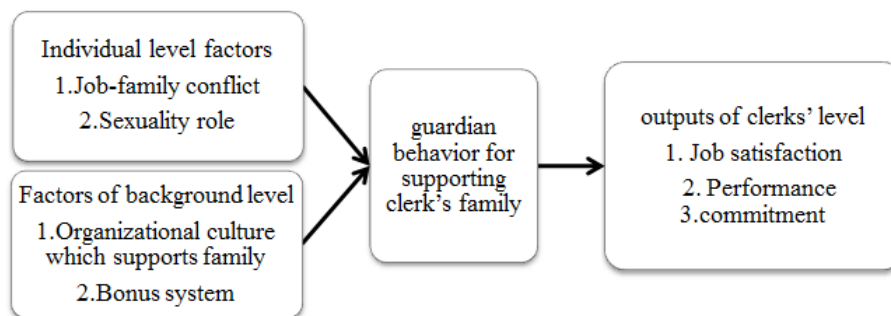 Individual level factors
1.Job-family conflict
2.Sexuality role
Factors of background level
1.Organizational culture
which supports family
2.Bonus system
guardian
behavior for
supporting
clerk's family
outputs of clerks' level
1. Job satisfaction
2. Performance
3.commitment